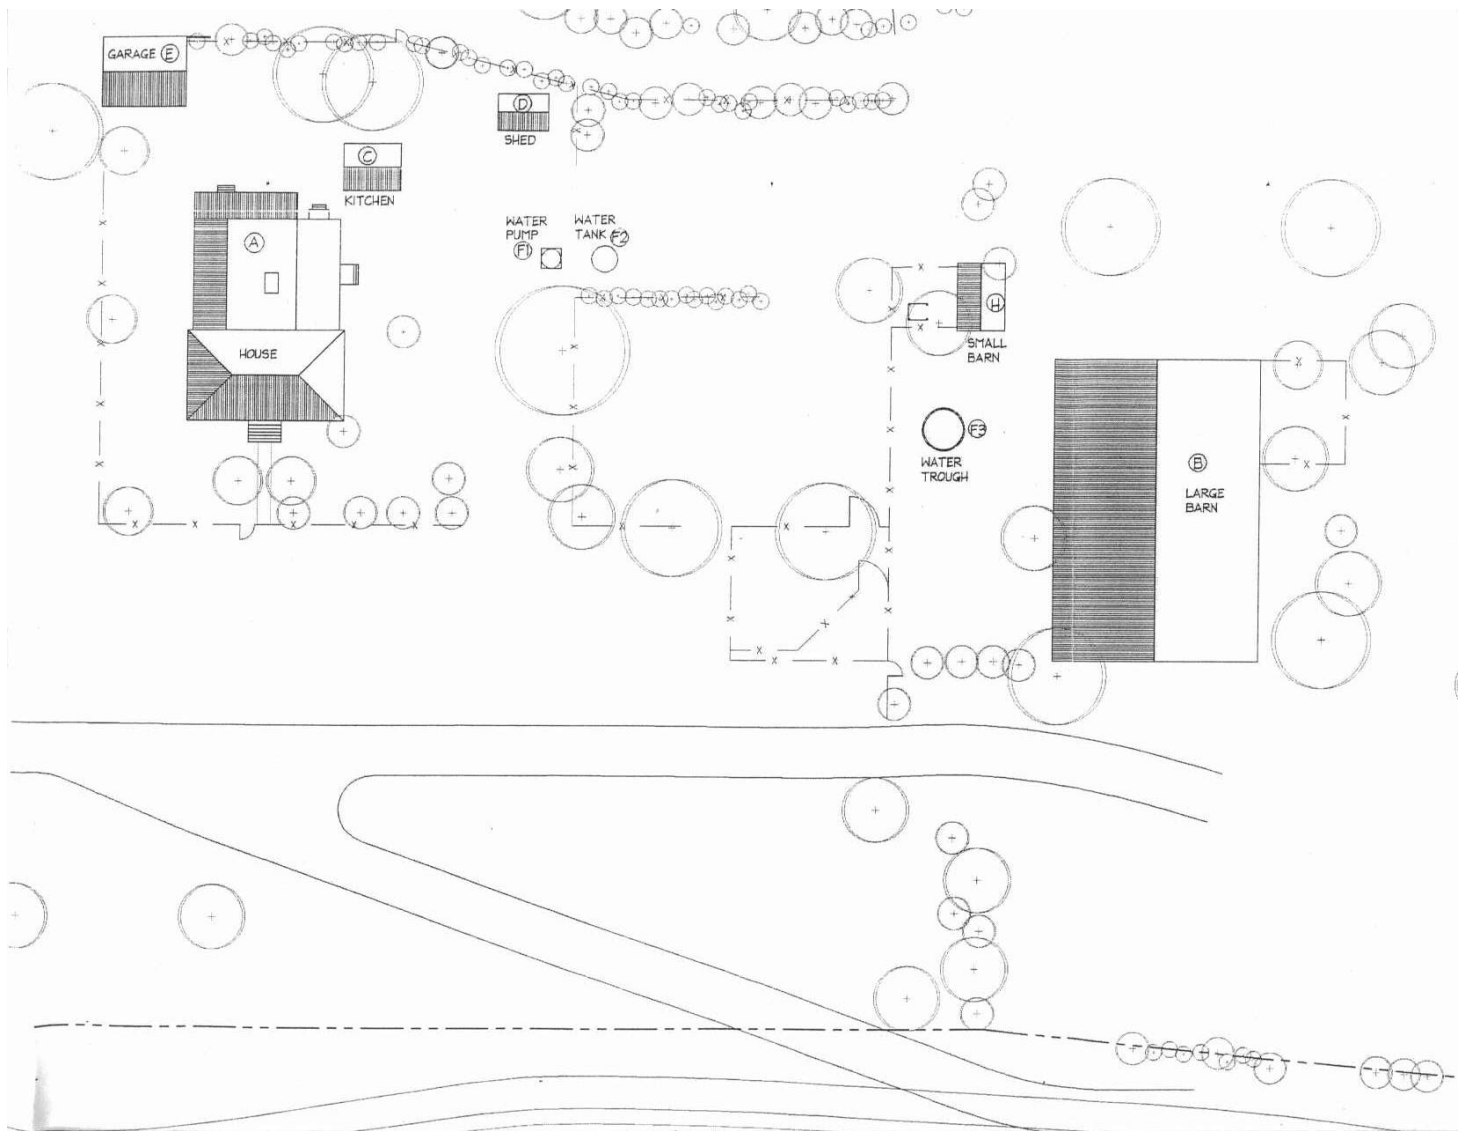 GARAGE E
D
SHED
C
KITCHEN
A
WATER
PUMP
F1
WATER
TANK F2
HOUSE
H
SMALL
BARN
F3
WATER
TROUGH
B
LARGE
BARN